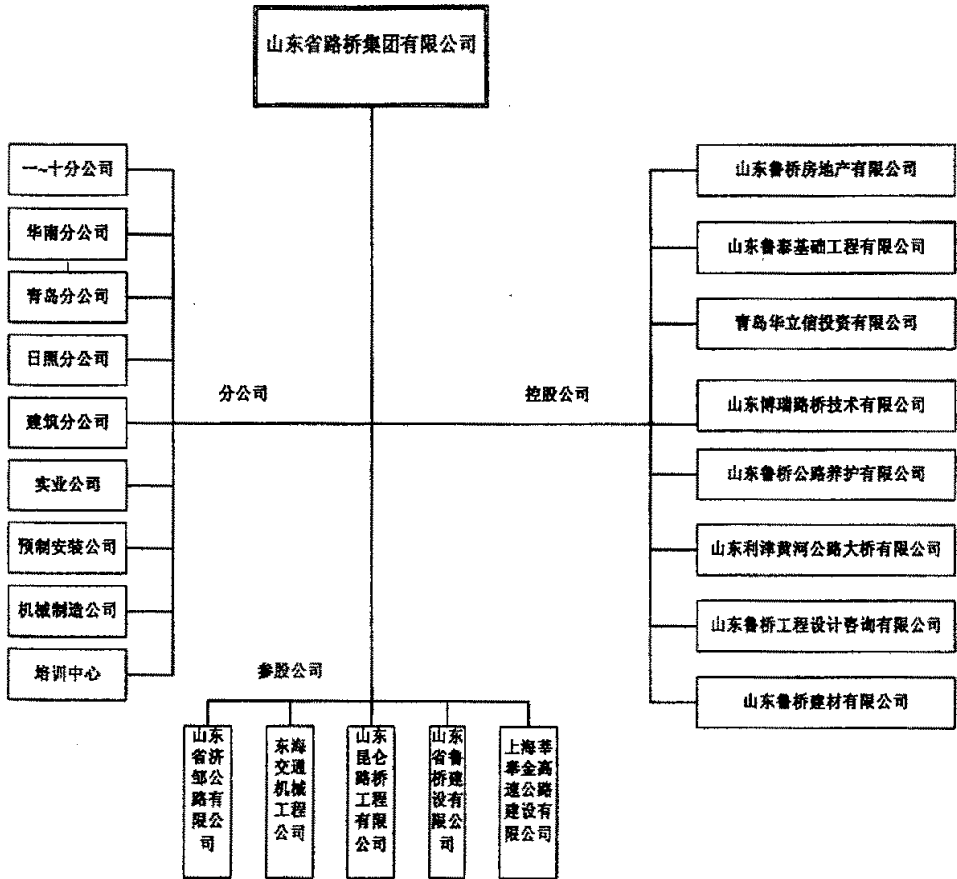 山东省路桥集团有限公司
一~十分公司
华南分公司
青岛分公司
日照分公司
建筑分公司
实业公司
预制安装公司
机械制造公司
培训中心
分公司
控股公司
山东鲁桥房地产有限公司
山东鲁泰基础工程有限公司
青岛华立信投资有限公司
山东博瑞路桥技术有限公司
山东鲁桥公路养护有限公司
山东利津黄河公路大桥有限公司
山东鲁桥工程设计咨询有限公司
山东鲁桥建材有限公司
参股公司
山东
省济
邹公
路有
限公
司
东海
交通
机械
工程
公司
山东
昆仑
路桥
工程
有限
公司
山东
省鲁
桥建
设有
限公
司
上海莘
奉金高
速公路
建设有
限公司